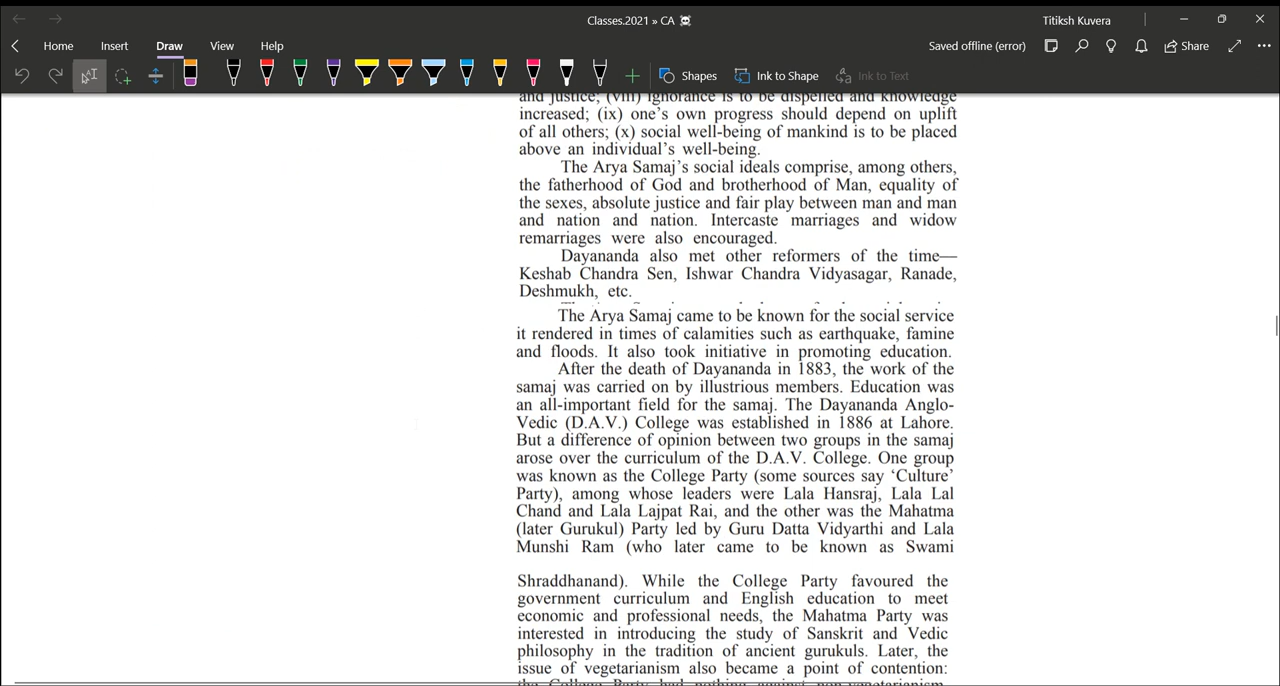 Classes.2021 » CA
Titiksh Kuvera
Home Insert Draw View Help
Saved offline (error)
Share
Shapes
Ink to Shape
Ink to Text
and justice; (viii) ignorance is to be dispelled and knowledge
increased; (ix) one's own progress should depend on uplift
of all others; (x) social well-being of mankind is to be placed
above an individual's well-being.
The Arya Samaj's social ideals comprise, among others,
the fatherhood of God and brotherhood of Man, equality of
the sexes, absolute justice and fair play between man and man
and nation and nation. Intercaste marriages and widow
remarriages were also encouraged.
Dayananda also met other reformers of the time—
Keshab Chandra Sen, Ishwar Chandra Vidyasagar, Ranade,
Deshmukh, etc.
The Arya Samaj came to be known for the social service
it rendered in times of calamities such as earthquake, famine
and floods. It also took initiative in promoting education.
After the death of Dayananda in 1883, the work of the
samaj was carried on by illustrious members. Education was
an all-important field for the samaj. The Dayananda Anglo-
Vedic (D.A.V.) College was established in 1886 at Lahore.
But a difference of opinion between two groups in the samaj
arose over the curriculum of the D.A.V. College. One group
was known as the College Party (some sources say 'Culture'
Party), among whose leaders were Lala Hansraj, Lala Lal
Chand and Lala Lajpat Rai, and the other was the Mahatma
(later Gurukul) Party led by Guru Datta Vidyarthi and Lala
Munshi Ram (who later came to be known as Swami
Shraddhanand). While the College Party favoured the
government curriculum and English education to meet
economic and professional needs, the Mahatma Party was
interested in introducing the study of Sanskrit and Vedic
philosophy in the tradition of ancient gurukuls. Later, the
issue of vegetarianism also became a point of contention:
the College Party had nothing against non-vegetarianism,